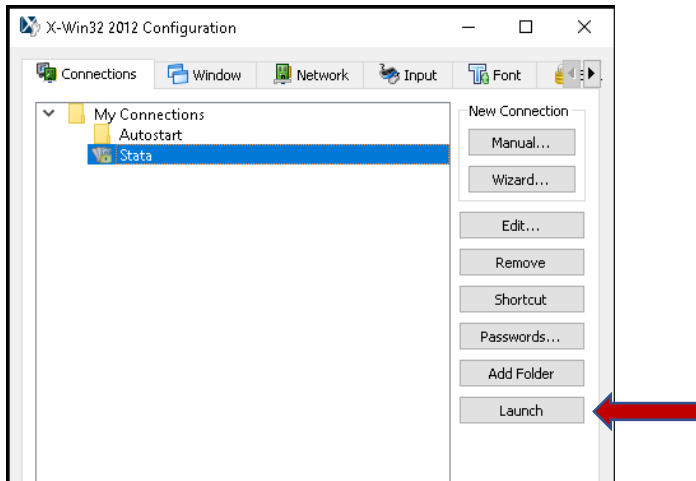 X-Win32 2012 Configuration
Connections Window Network Input Font
My Connections
Autostart
Stata
New Connection
Manual...
Wizard...
Edit...
Remove
Shortcut
Passwords...
Add Folder
Launch